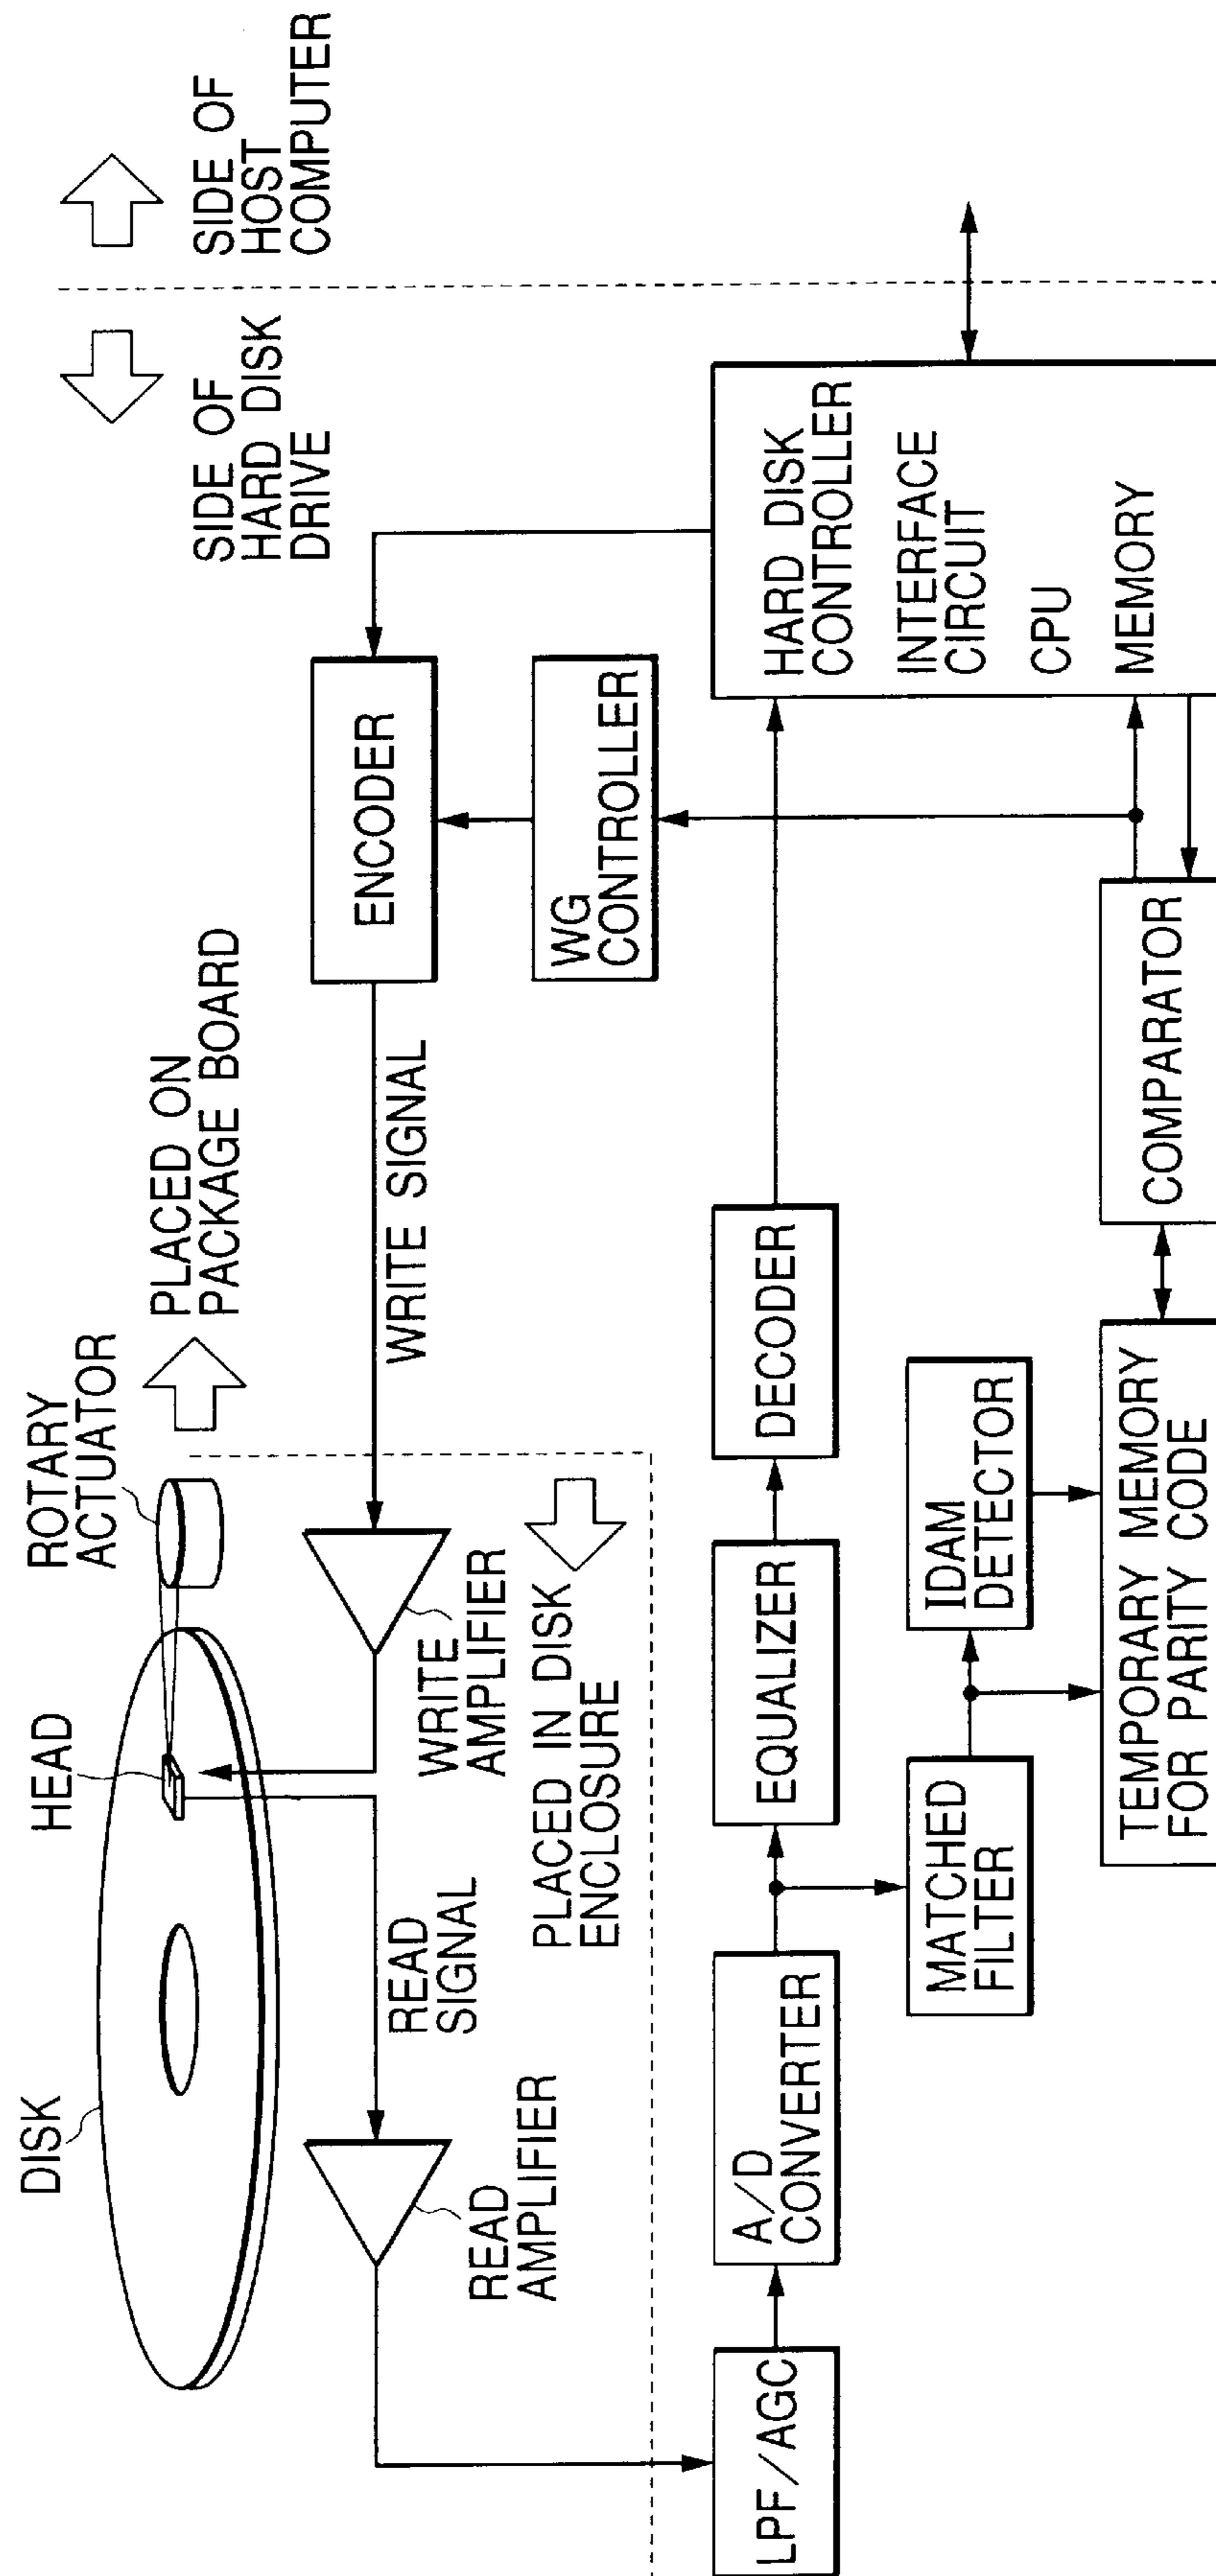 DISK
HEAD
ROTARY
ACTUATOR
PLACED ON
PACKAGE BOARD
SIDE OF
HARD DISK
DRIVE
SIDE OF
HOST
COMPUTER
READ
SIGNAL
READ
AMPLIFIER
WRITE
AMPLIFIER
WRITE SIGNAL
ENCODER
PLACED IN DISK
ENCLOSURE
WG
CONTROLLER
LPF/AGC
A/D
CONVERTER
EQUALIZER
DECODER
HARD DISK
CONTROLLER
INTERFACE
CIRCUIT
CPU
MEMORY
MATCHED
FILTER
IDAM
DETECTOR
TEMPORARY MEMORY
FOR PARITY CODE
COMPARATOR